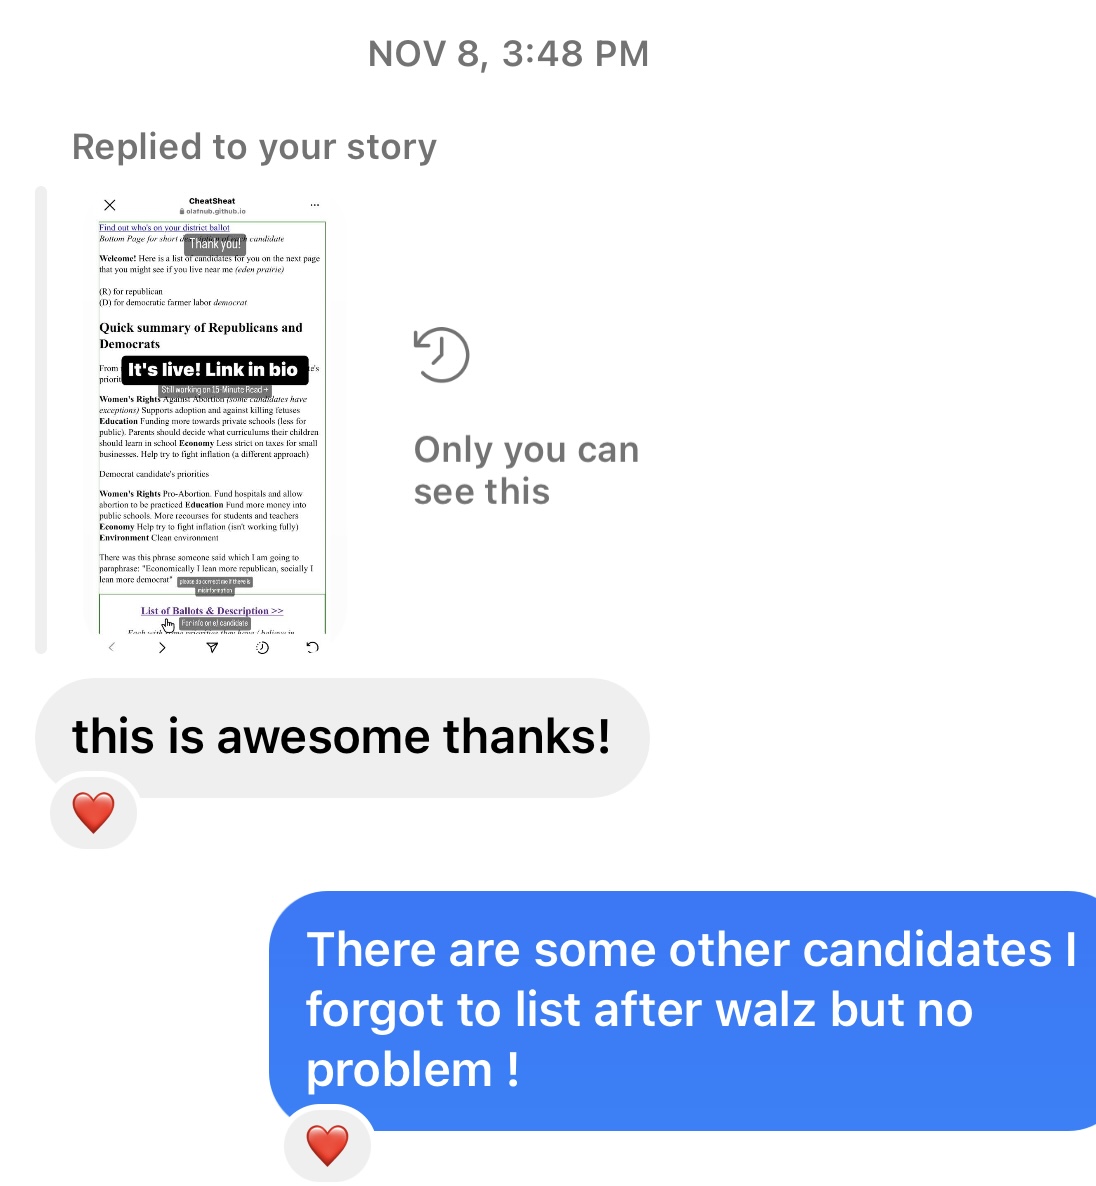 NOV 8, 3:48 PM
Replied to your story
CheatSheat
olafnub.github.io
Find out who's on your district ballot
Bottom Page for short of each candidate
Thank you!
Welcome! Here is a list of candidates for you on the next page
that you might see if you live near me (eden prairie)
(R) for republican
(D) for democratic farmer labor democrat
Quick summary of Republicans and
Democrats
From
It's live! Link in bio
Still working on 15-Minute Read→
Women's Rights Against Abortion (some candidates have
exceptions) Supports adoption and against killing fetuses
Education Funding more towards private schools (less for
public). Parents should decide what curriculums their children
should learn in school Economy Less strict on taxes for small
businesses. Help try to fight inflation (a different approach)
Democrat candidate's priorities
Women's Rights Pro-Abortion. Fund hospitals and allow
abortion to be practiced Education Fund more money into
public schools. More recourses for students and teachers
Economy Help try to fight inflation (isn't working fully)
Environment Clean environment
There was this phrase someone said which I am going to
paraphrase: "Economically I lean more republican, socially I
lean more democrat"
please do correct me if there is
misinformation
List of Ballots & Description >>
For info on e/ candidate
Each with some priorities they have / believe in
Only you can
see this
this is awesome thanks!
There are some other candidates I
forgot to list after walz but no
problem !